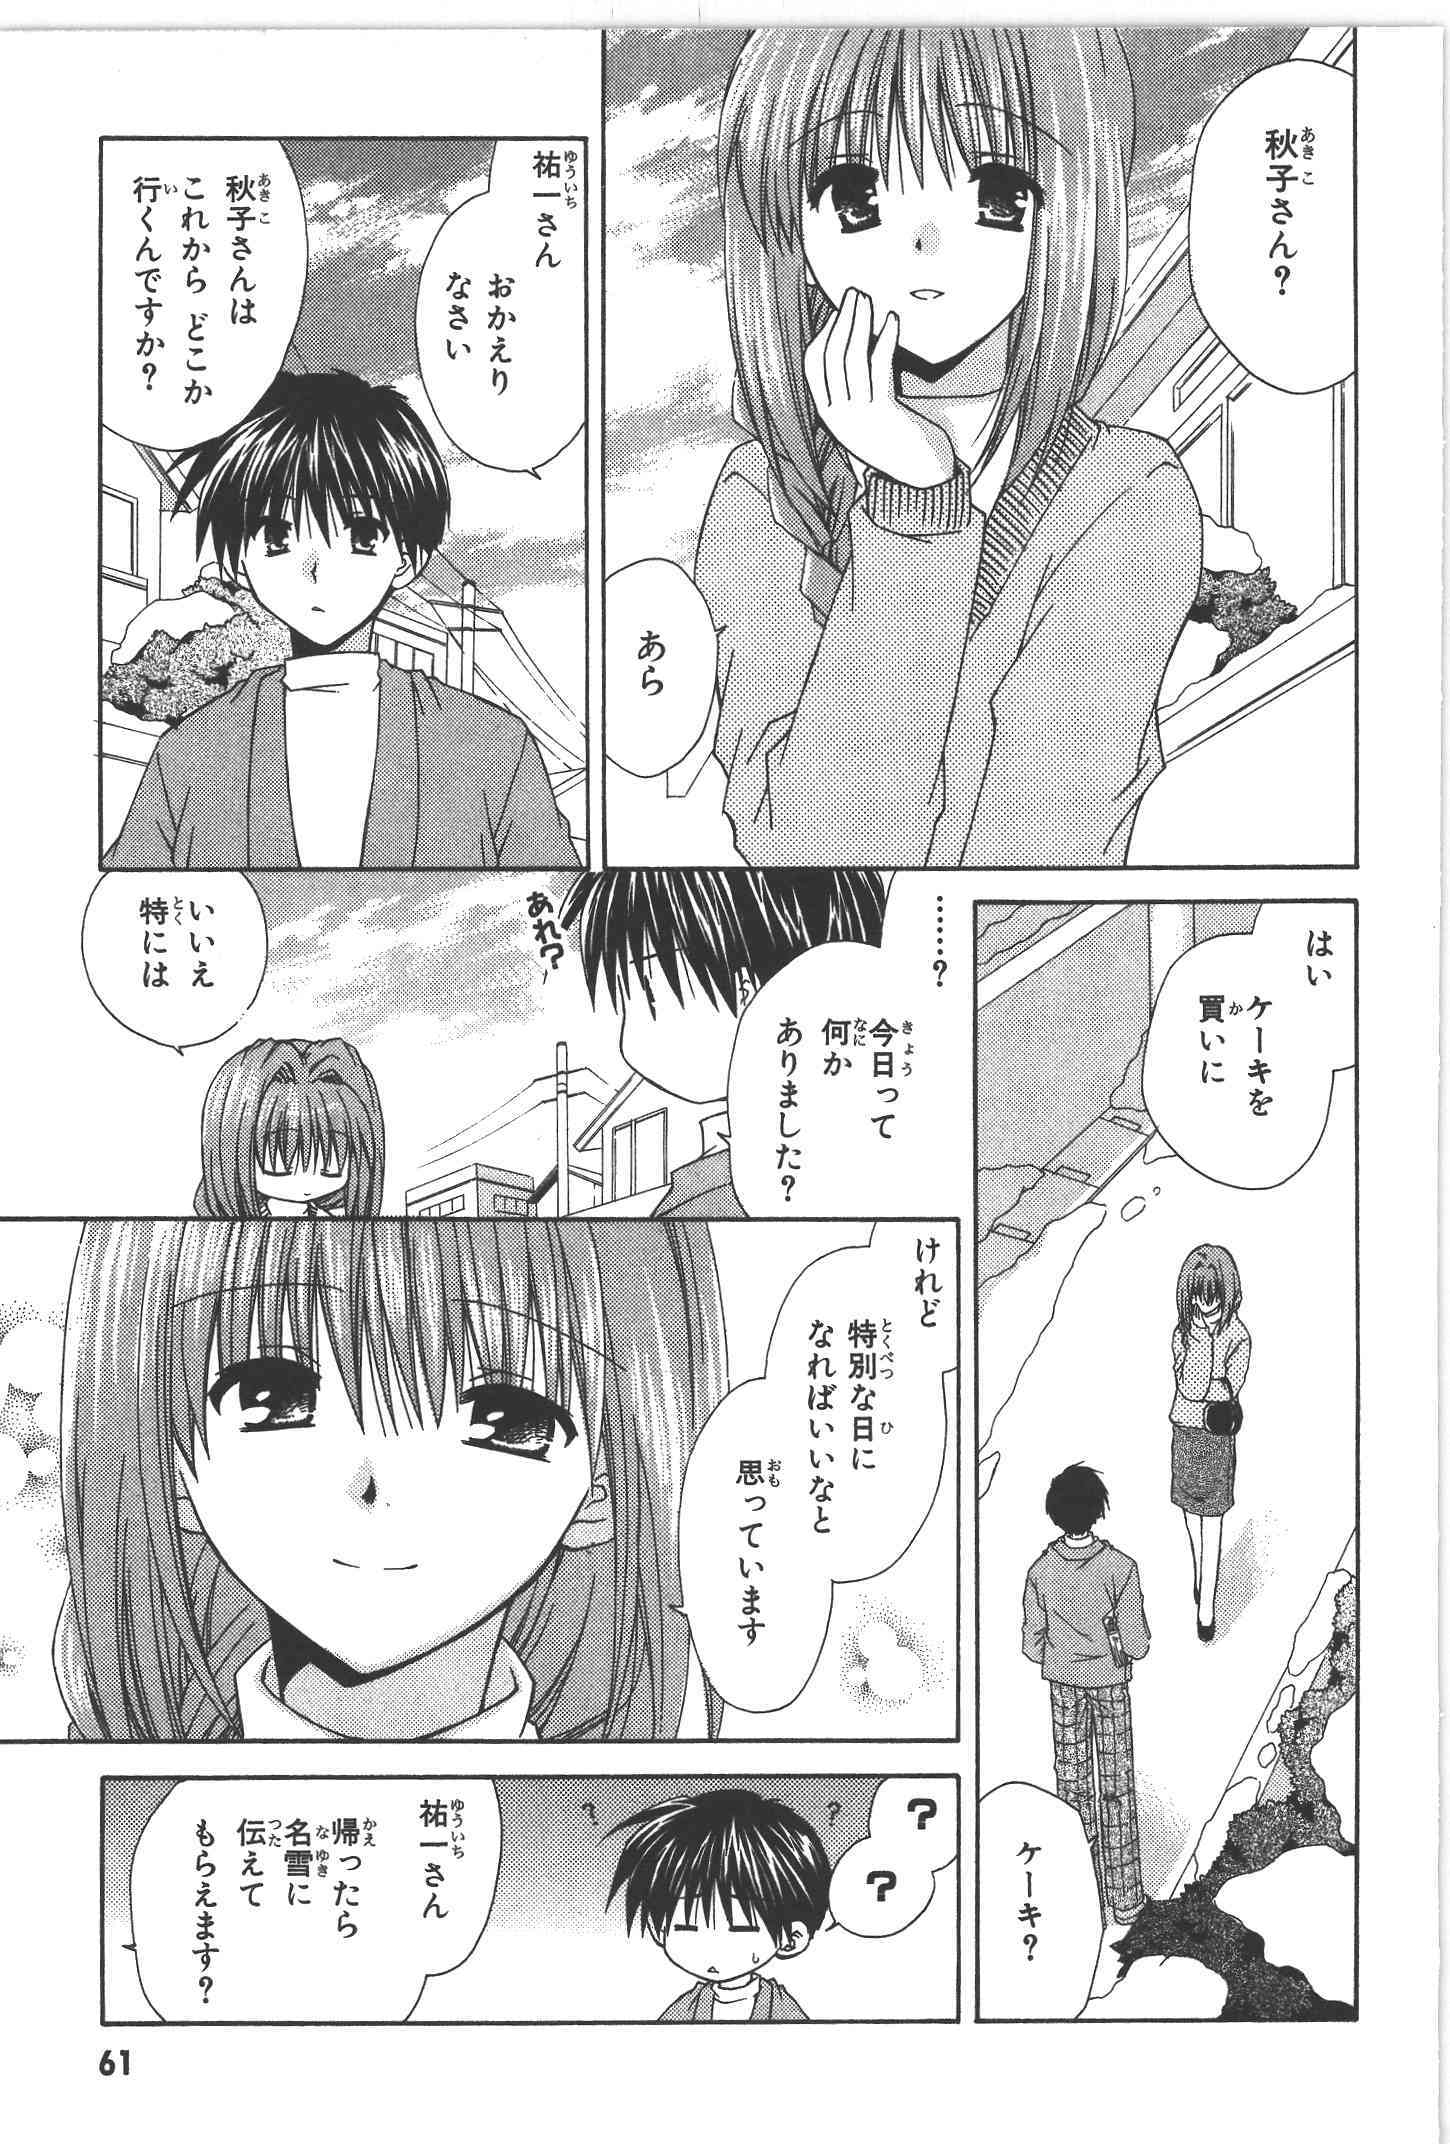 秋子さん?
あら
祐一さん
おかえり
なさい
秋子さんは
これから どこか
行くんですか?
はい
ケーキを
買いに
ケーキ?
……?
今日って
何か
ありました?
あれ?
いいえ
特には
けれど
特別な日に
なればいいなと
思っています
?
?
?
?
祐一さん
帰ったら
名雪に
伝えて
もらえます?
61